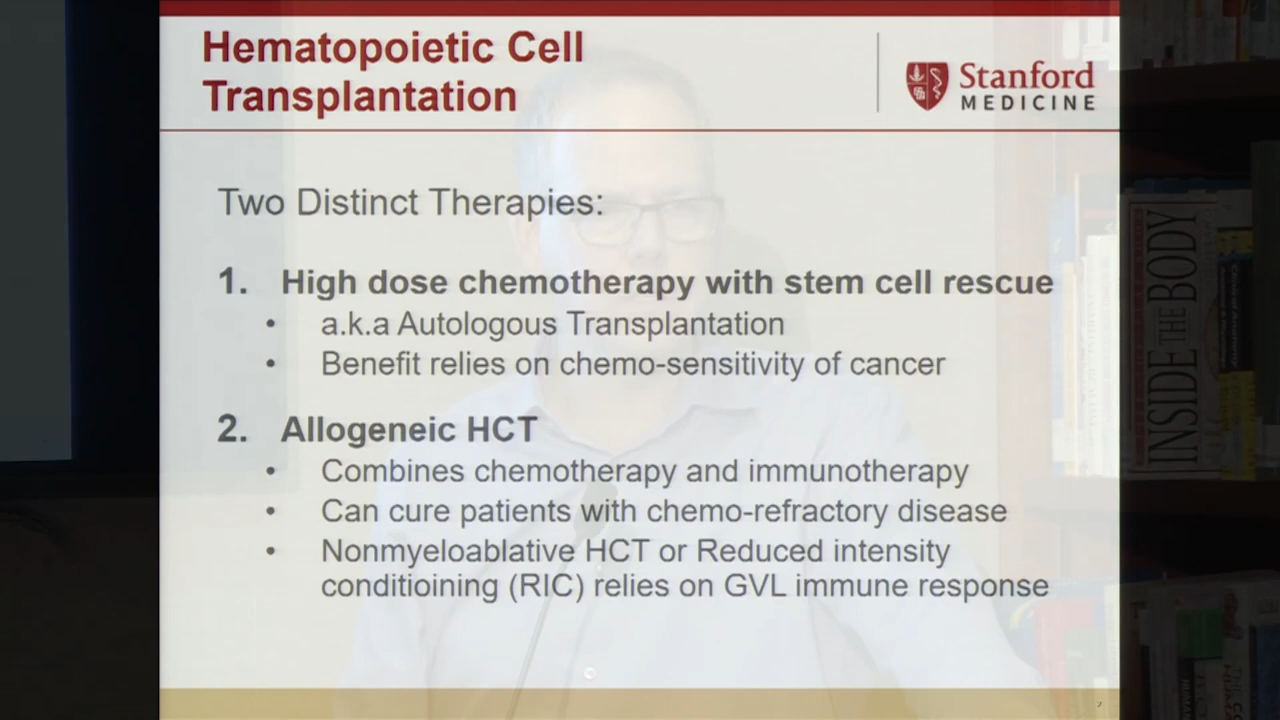 Hematopoietic Cell
Transplantation
Stanford
MEDICINE
Two Distinct Therapies:
1. High dose chemotherapy with stem cell rescue
• a.k.a Autologous Transplantation
• Benefit relies on chemo-sensitivity of cancer
2. Allogeneic HCT
• Combines chemotherapy and immunotherapy
• Can cure patients with chemo-refractory disease
• Nonmyeloablative HCT or Reduced intensity
conditioining (RIC) relies on GVL immune response
INSIDE THE BODY